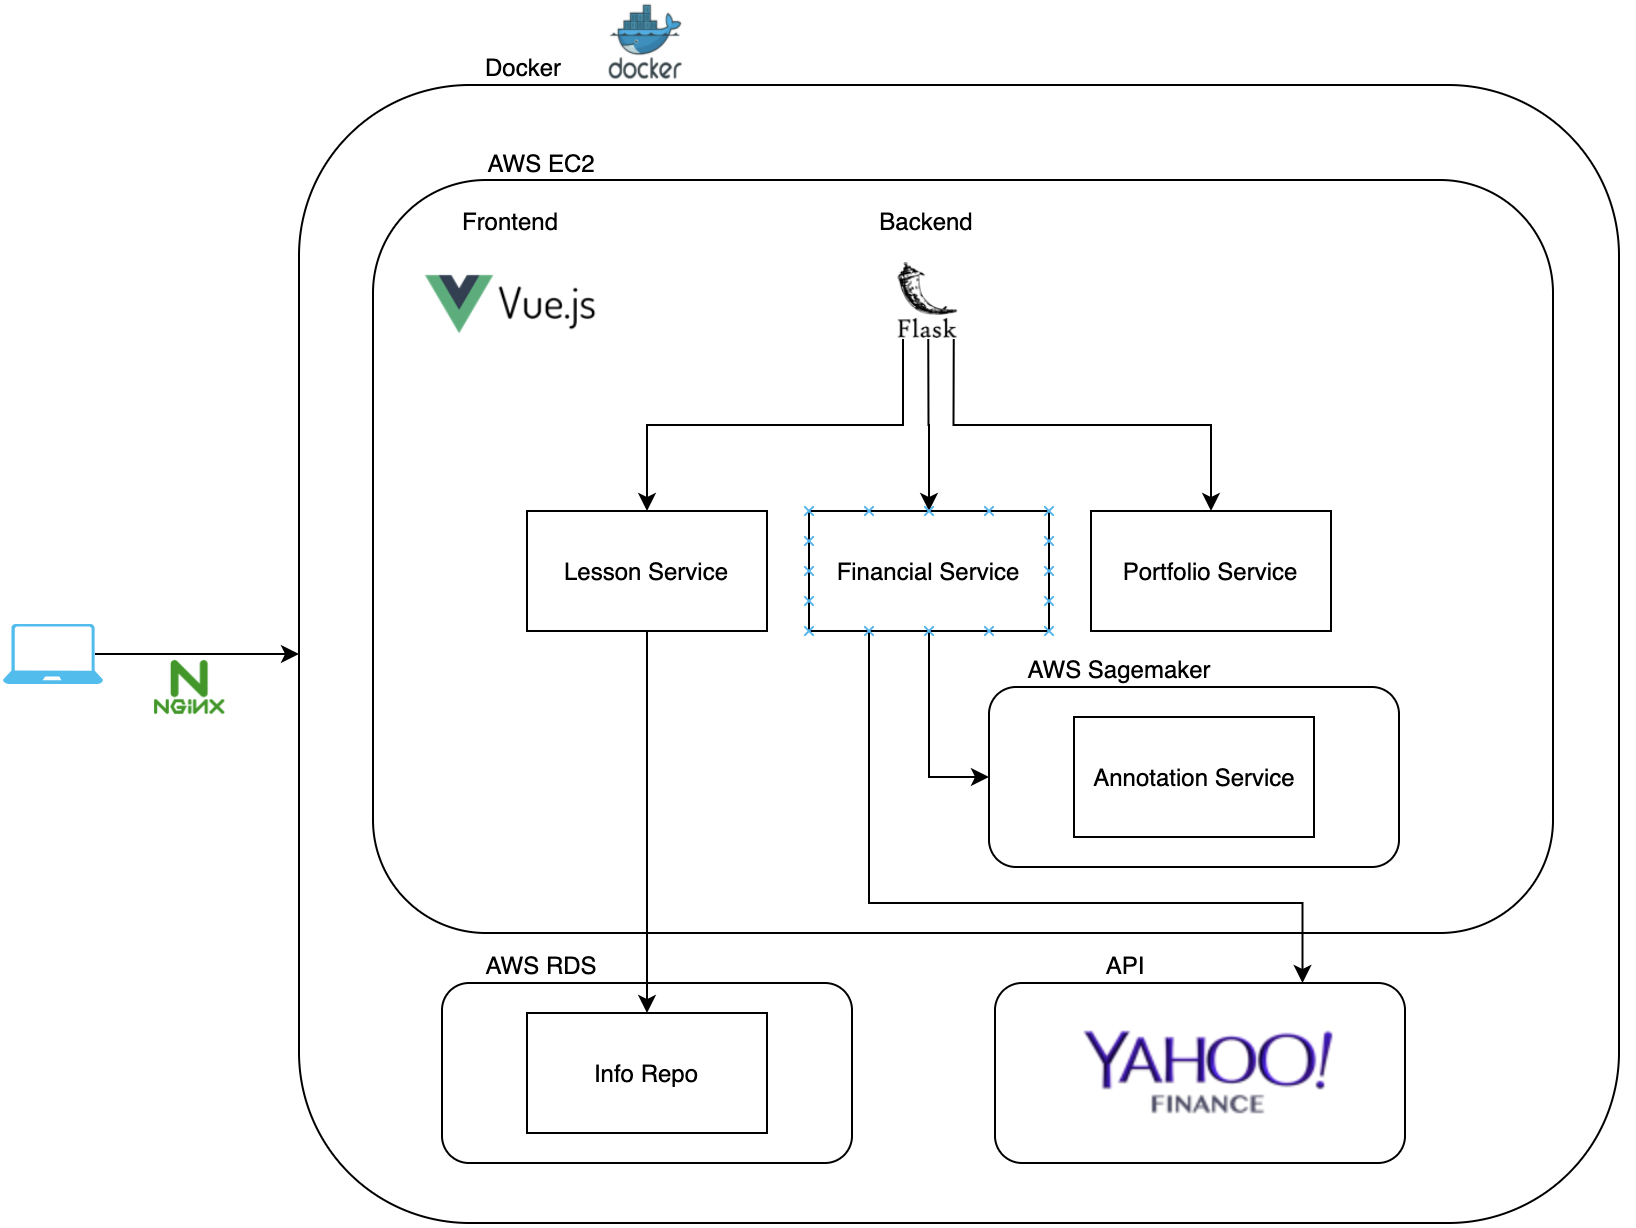 Docker
docker
AWS EC2
Frontend
Backend
Vue.js
Flask
Lesson Service
Financial Service
Portfolio Service
NGINX
AWS Sagemaker
Annotation Service
AWS RDS
API
Info Repo
YAHOO!
FINANCE